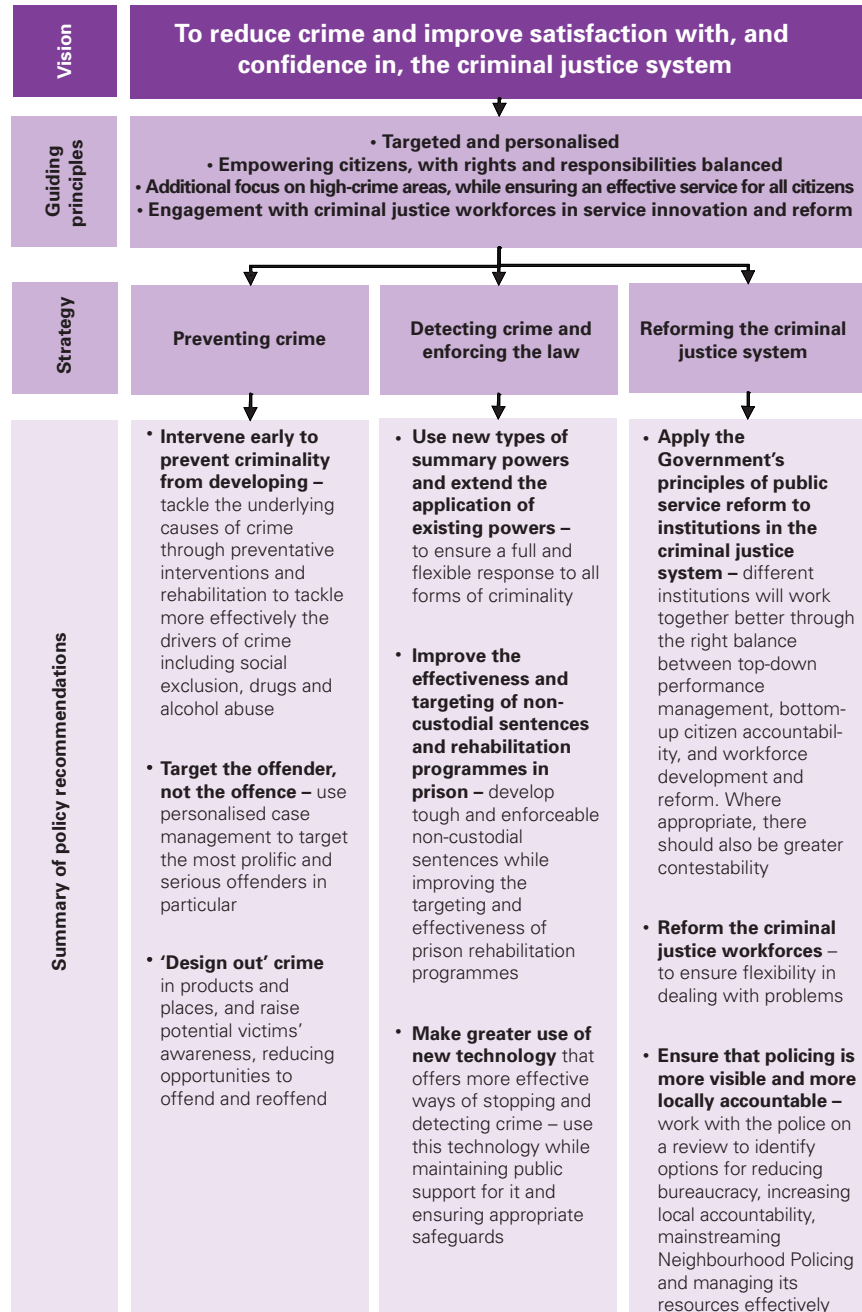 Vision
To reduce crime and improve satisfaction with, and
confidence in, the criminal justice system
Guiding
principles
• Targeted and personalised
• Empowering citizens, with rights and responsibilities balanced
• Additional focus on high-crime areas, while ensuring an effective service for all citizens
• Engagement with criminal justice workforces in service innovation and reform
Strategy
Preventing crime
Detecting crime and
enforcing the law
Reforming the criminal
justice system
Summary of policy recommendations
• Intervene early to
prevent criminality
from developing –
tackle the underlying
causes of crime
through preventative
interventions and
rehabilitation to tackle
more effectively the
drivers of crime
including social
exclusion, drugs and
alcohol abuse
• Target the offender,
not the offence – use
personalised case
management to target
the most prolific and
serious offenders in
particular
• ‘Design out’ crime
in products and
places, and raise
potential victims’
awareness, reducing
opportunities to
offend and reoffend
• Use new types of
summary powers
and extend the
application of
existing powers –
to ensure a full and
flexible response to all
forms of criminality
• Improve the
effectiveness and
targeting of non-
custodial sentences
and rehabilitation
programmes in
prison – develop
tough and enforceable
non-custodial
sentences while
improving the
targeting and
effectiveness of
prison rehabilitation
programmes
• Make greater use of
new technology that
offers more effective
ways of stopping and
detecting crime – use
this technology while
maintaining public
support for it and
ensuring appropriate
safeguards
• Apply the
Government’s
principles of public
service reform to
institutions in the
criminal justice
system – different
institutions will work
together better through
the right balance
between top-down
performance
management, bottom-
up citizen accountabil-
ity, and workforce
development and
reform. Where
appropriate, there
should also be greater
contestability
• Reform the criminal
justice workforces –
to ensure flexibility in
dealing with problems
• Ensure that policing is
more visible and more
locally accountable –
work with the police on
a review to identify
options for reducing
bureaucracy, increasing
local accountability,
mainstreaming
Neighbourhood Policing
and managing its
resources effectively